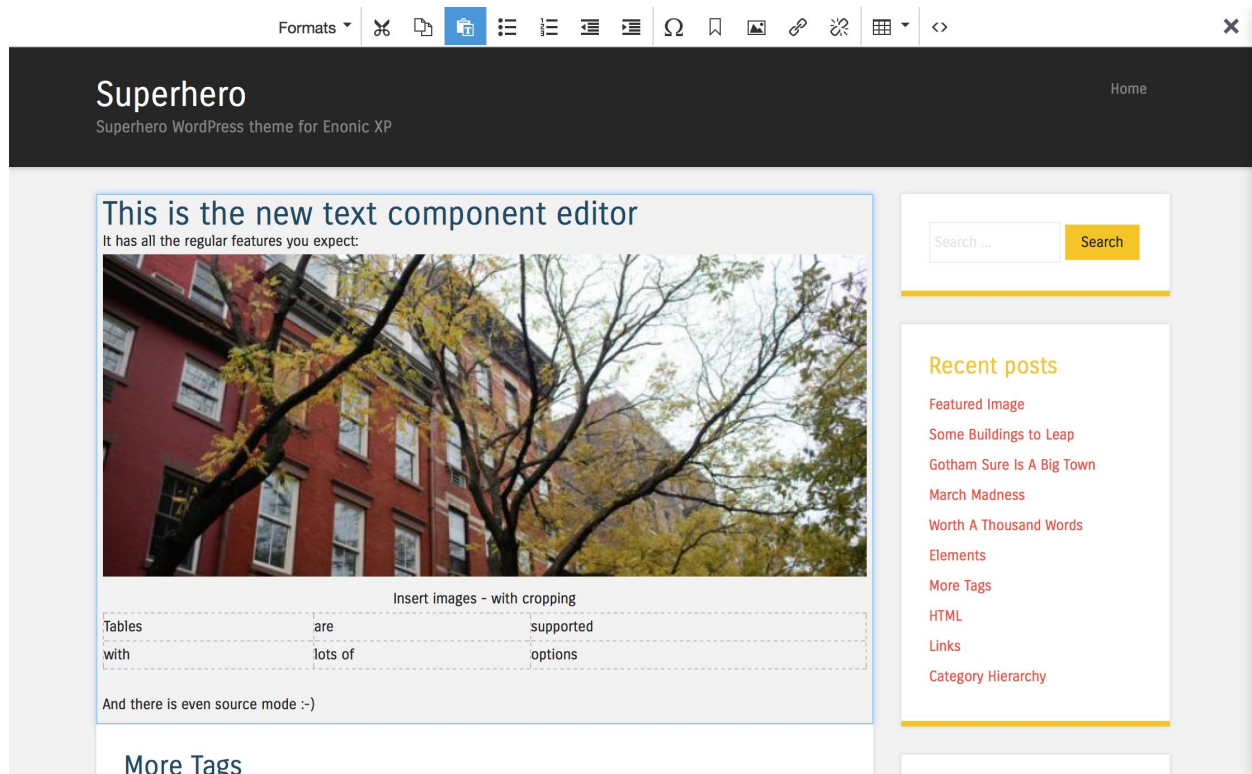 Formats
Superhero
Home
Superhero WordPress theme for Enonic XP
This is the new text component editor
It has all the regular features you expect:
Insert images - with cropping
Tables are supported
with lots of options
And there is even source mode :-)
More Tags
Search ... Search
Recent posts
Featured Image
Some Buildings to Leap
Gotham Sure Is A Big Town
March Madness
Worth A Thousand Words
Elements
More Tags
HTML
Links
Category Hierarchy